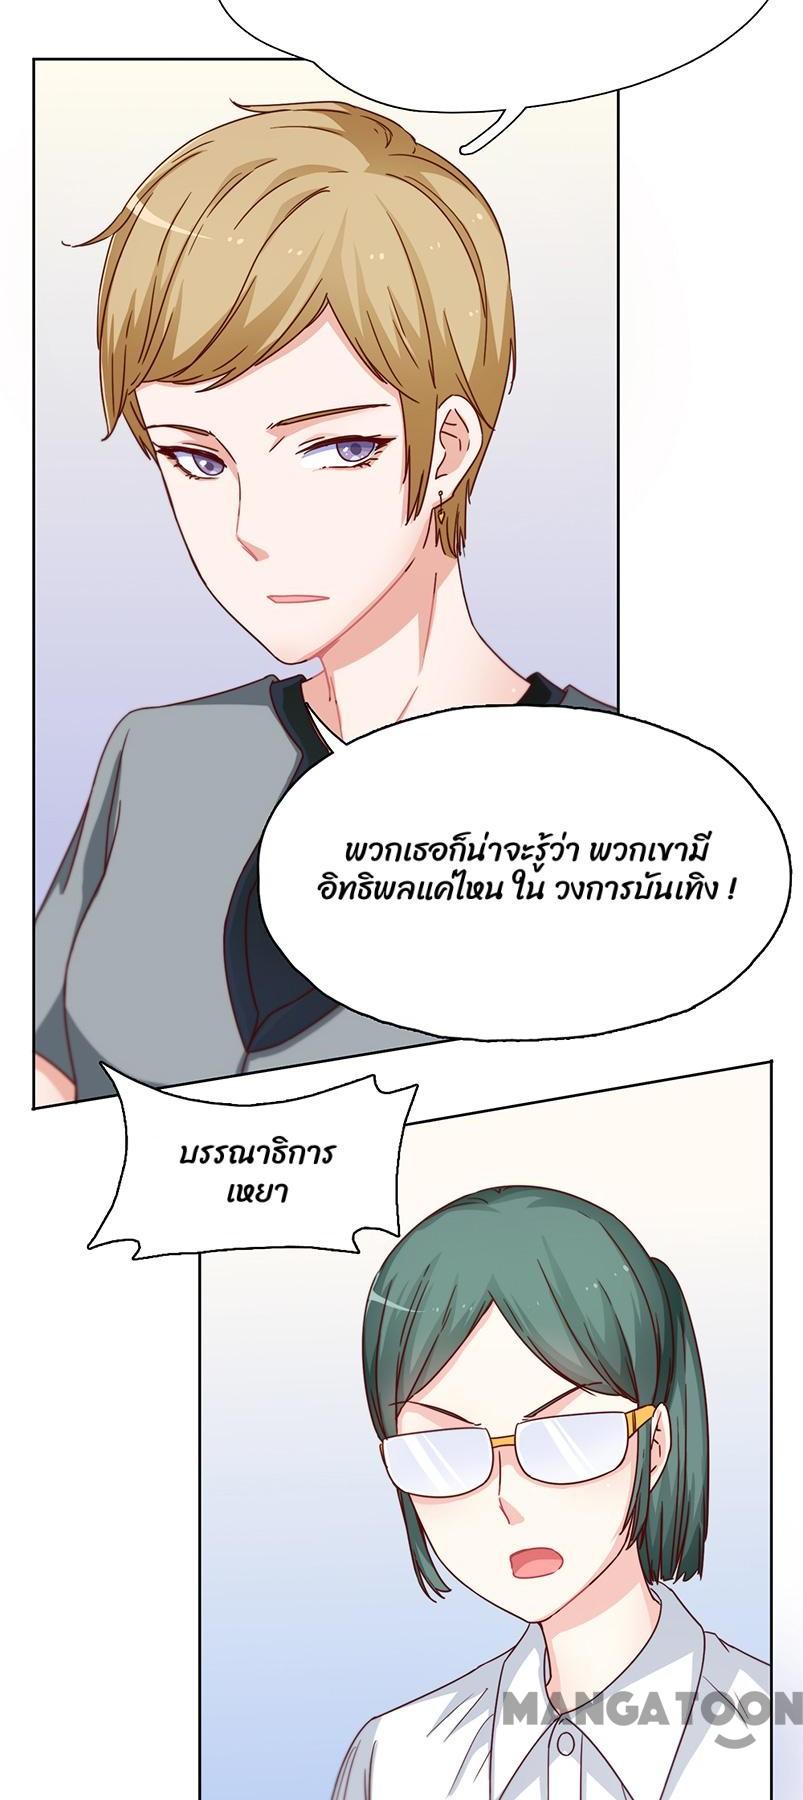 พวกเธอก็น่าจะรู้ว่า พวกเขามี
อิทธิพลแค่ไหน ใน วงการบันเทิง !
บรรณาธิการ
เหยา
MANGATOON